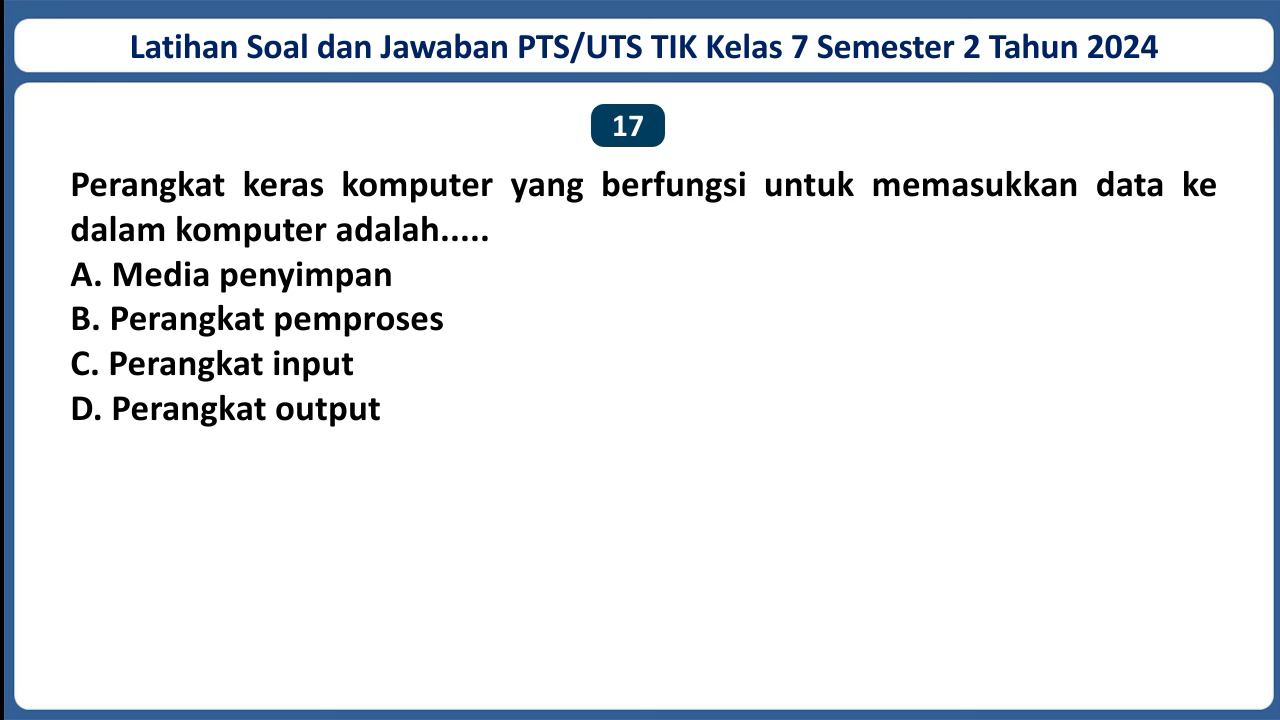 Latihan Soal dan Jawaban PTS/UTS TIK Kelas 7 Semester 2 Tahun 2024
17
Perangkat keras komputer yang berfungsi untuk memasukkan data ke
dalam komputer adalah.....
A. Media penyimpan
B. Perangkat pemproses
C. Perangkat input
D. Perangkat output